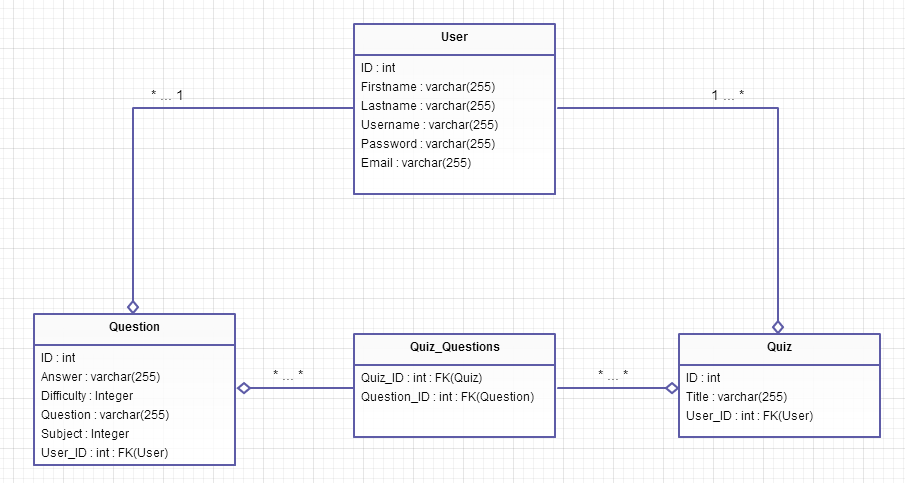 User
ID : int
Firstname : varchar(255)
Lastname : varchar(255)
Username : varchar(255)
Password : varchar(255)
Email : varchar(255)
* ... 1
1 ... *
Question
ID : int
Answer : varchar(255)
Difficulty : Integer
Question : varchar(255)
Subject : Integer
User_ID : int : FK(User)
* ... *
Quiz_Questions
Quiz_ID : int : FK(Quiz)
Question_ID : int : FK(Question)
* ... *
Quiz
ID : int
Title : varchar(255)
User_ID : int : FK(User)